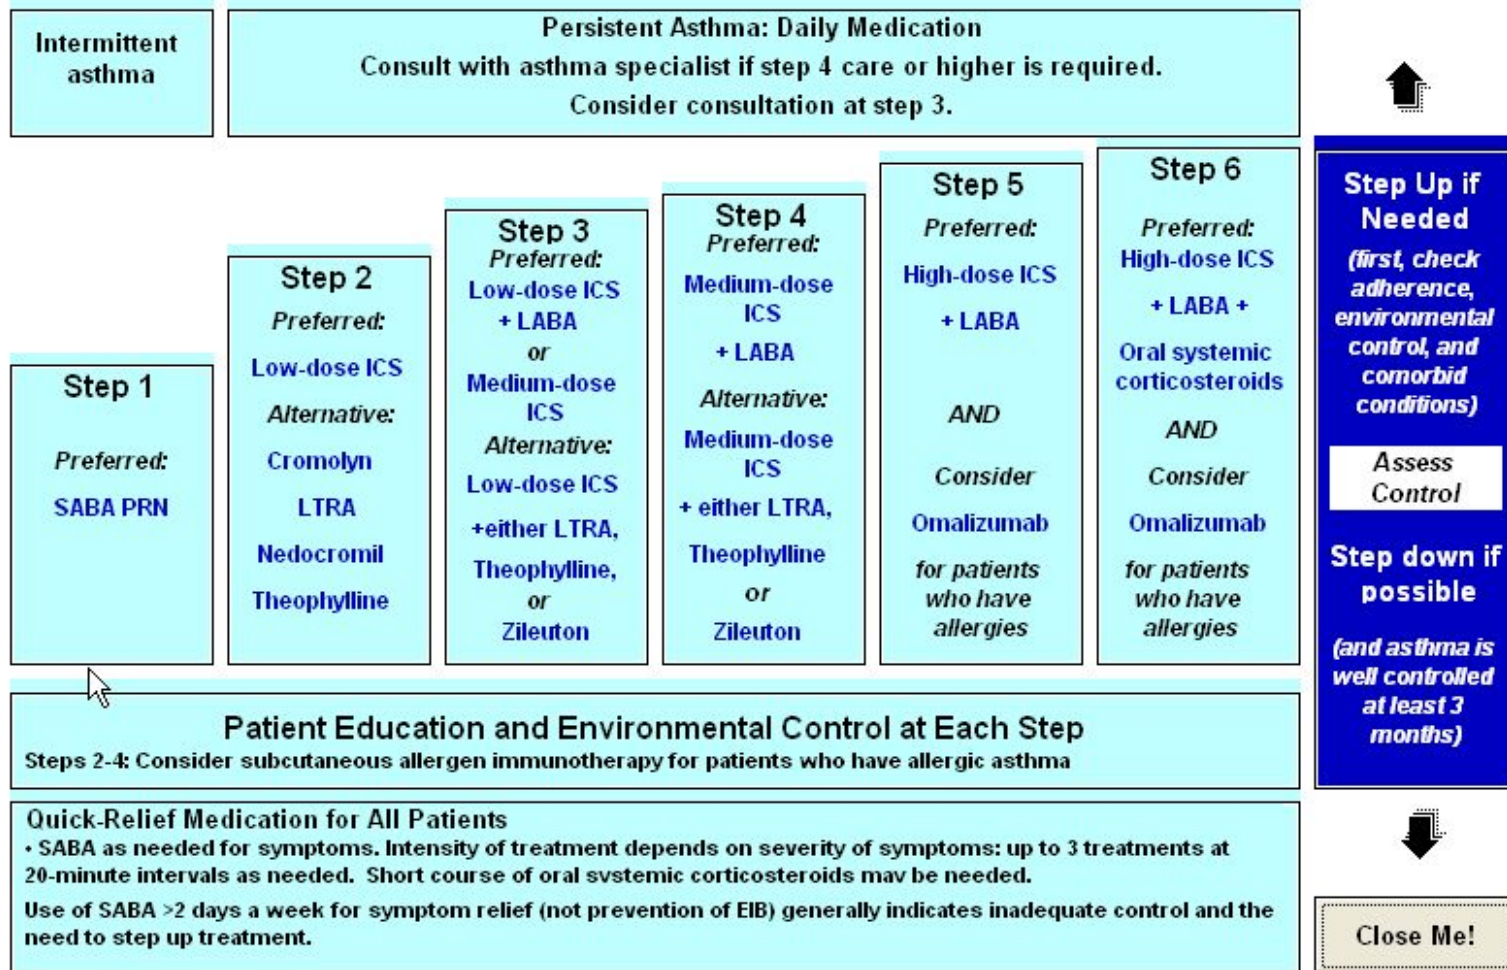 Intermittent
asthma
Persistent Asthma: Daily Medication
Consult with asthma specialist if step 4 care or higher is required.
Consider consultation at step 3.
Step 1
Preferred:
SABA PRN
Step 2
Preferred:
Low-dose ICS
Alternative:
Cromolyn
LTRA
Nedocromil
Theophylline
Step 3
Preferred:
Low-dose ICS
+ LABA
or
Medium-dose
ICS
Alternative:
Low-dose ICS
+either LTRA,
Theophylline,
or
Zileuton
Step 4
Preferred:
Medium-dose
ICS
+ LABA
Alternative:
Medium-dose
ICS
+ either LTRA,
Theophylline
or
Zileuton
Step 5
Preferred:
High-dose ICS
+ LABA
AND
Consider
Omalizumab
for patients
who have
allergies
Step 6
Preferred:
High-dose ICS
+ LABA +
Oral systemic
corticosteroids
AND
Consider
Omalizumab
for patients
who have
allergies
Step Up if
Needed
(first, check
adherence,
environmental
control, and
comorbid
conditions)
Assess
Control
Step down if
possible
(and asthma is
well controlled
at least 3
months)
Patient Education and Environmental Control at Each Step
Steps 2-4: Consider subcutaneous allergen immunotherapy for patients who have allergic asthma
Quick-Relief Medication for All Patients
• SABA as needed for symptoms. Intensity of treatment depends on severity of symptoms: up to 3 treatments at
20-minute intervals as needed. Short course of oral systemic corticosteroids may be needed.
Use of SABA >2 days a week for symptom relief (not prevention of EIB) generally indicates inadequate control and the
need to step up treatment.
Close Me!